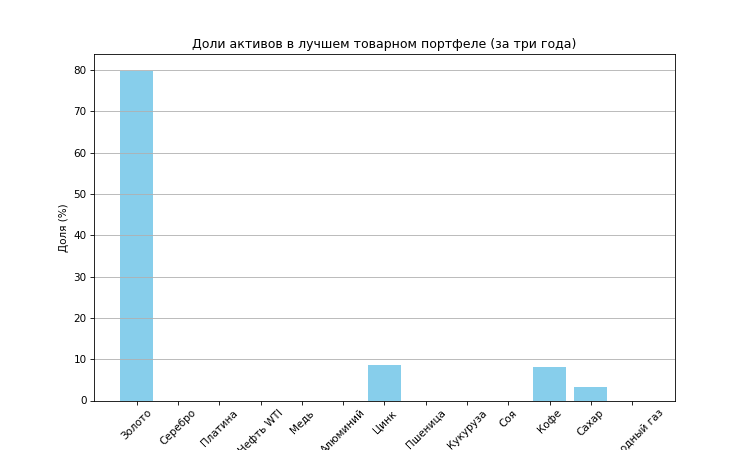 Доли активов в лучшем товарном портфеле (за три года)
80
70
60
50
40
30
20
10
0
Доля (%)
Золото
Серебро
Платина
Нефть WTI
Медь
Алюминий
Цинк
Пшеница
Кукуруза
Соя
Кофе
Сахар
газ